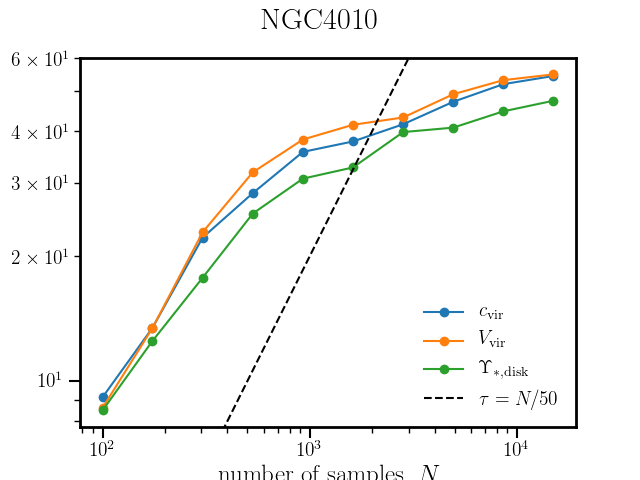 NGC4010
6 × 10¹
4 × 10¹
3 × 10¹
2 × 10¹
10¹
c_vir
V_vir
Υ_*,disk
τ = N/50
10² 10³ 10⁴
number of samples, N